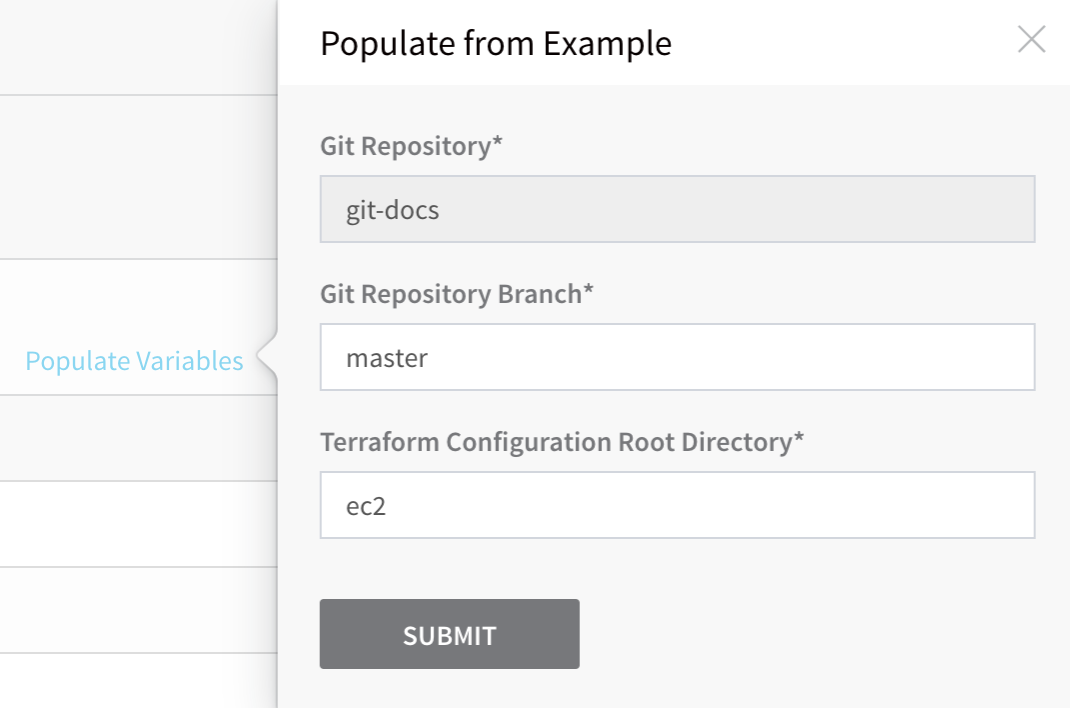 Populate from Example
Git Repository*
git-docs
Git Repository Branch*
master
Populate Variables
Terraform Configuration Root Directory*
ec2
SUBMIT